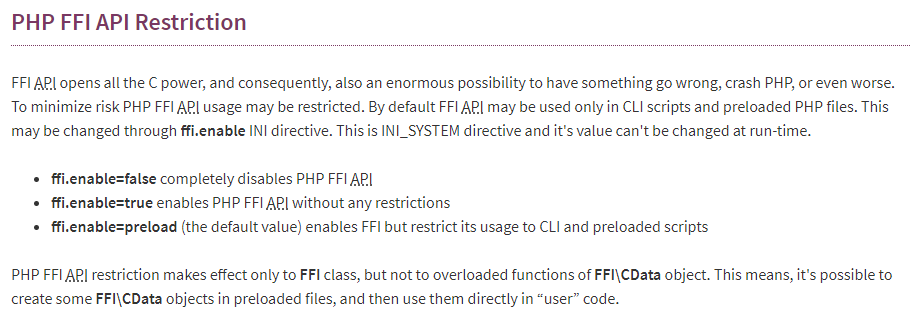 PHP FFI API Restriction
FFI API opens all the C power, and consequently, also an enormous possibility to have something go wrong, crash PHP, or even worse.
To minimize risk PHP FFI API usage may be restricted. By default FFI API may be used only in CLI scripts and preloaded PHP files. This
may be changed through ffi.enable INI directive. This is INI_SYSTEM directive and it's value can't be changed at run-time.
• ffi.enable=false completely disables PHP FFI API
• ffi.enable=true enables PHP FFI API without any restrictions
• ffi.enable=preload (the default value) enables FFI but restrict its usage to CLI and preloaded scripts
PHP FFI API restriction makes effect only to FFI class, but not to overloaded functions of FFI\CData object. This means, it's possible to
create some FFI\CData objects in preloaded files, and then use them directly in “user” code.